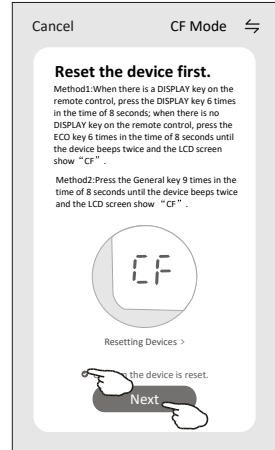 Cancel CF Mode
Reset the device first.
Method1:When there is a DISPLAY key on the
remote control, press the DISPLAY key 6 times
in the time of 8 seconds; when there is no
DISPLAY key on the remote control, press the
ECO key 6 times in the time of 8 seconds until
the device beeps twice and the LCD screen
show “CF” .
Method2:Press the General key 9 times in the
time of 8 seconds until the device beeps twice
and the LCD screen show “CF” .
CF
Resetting Devices >
the device is reset.
Next